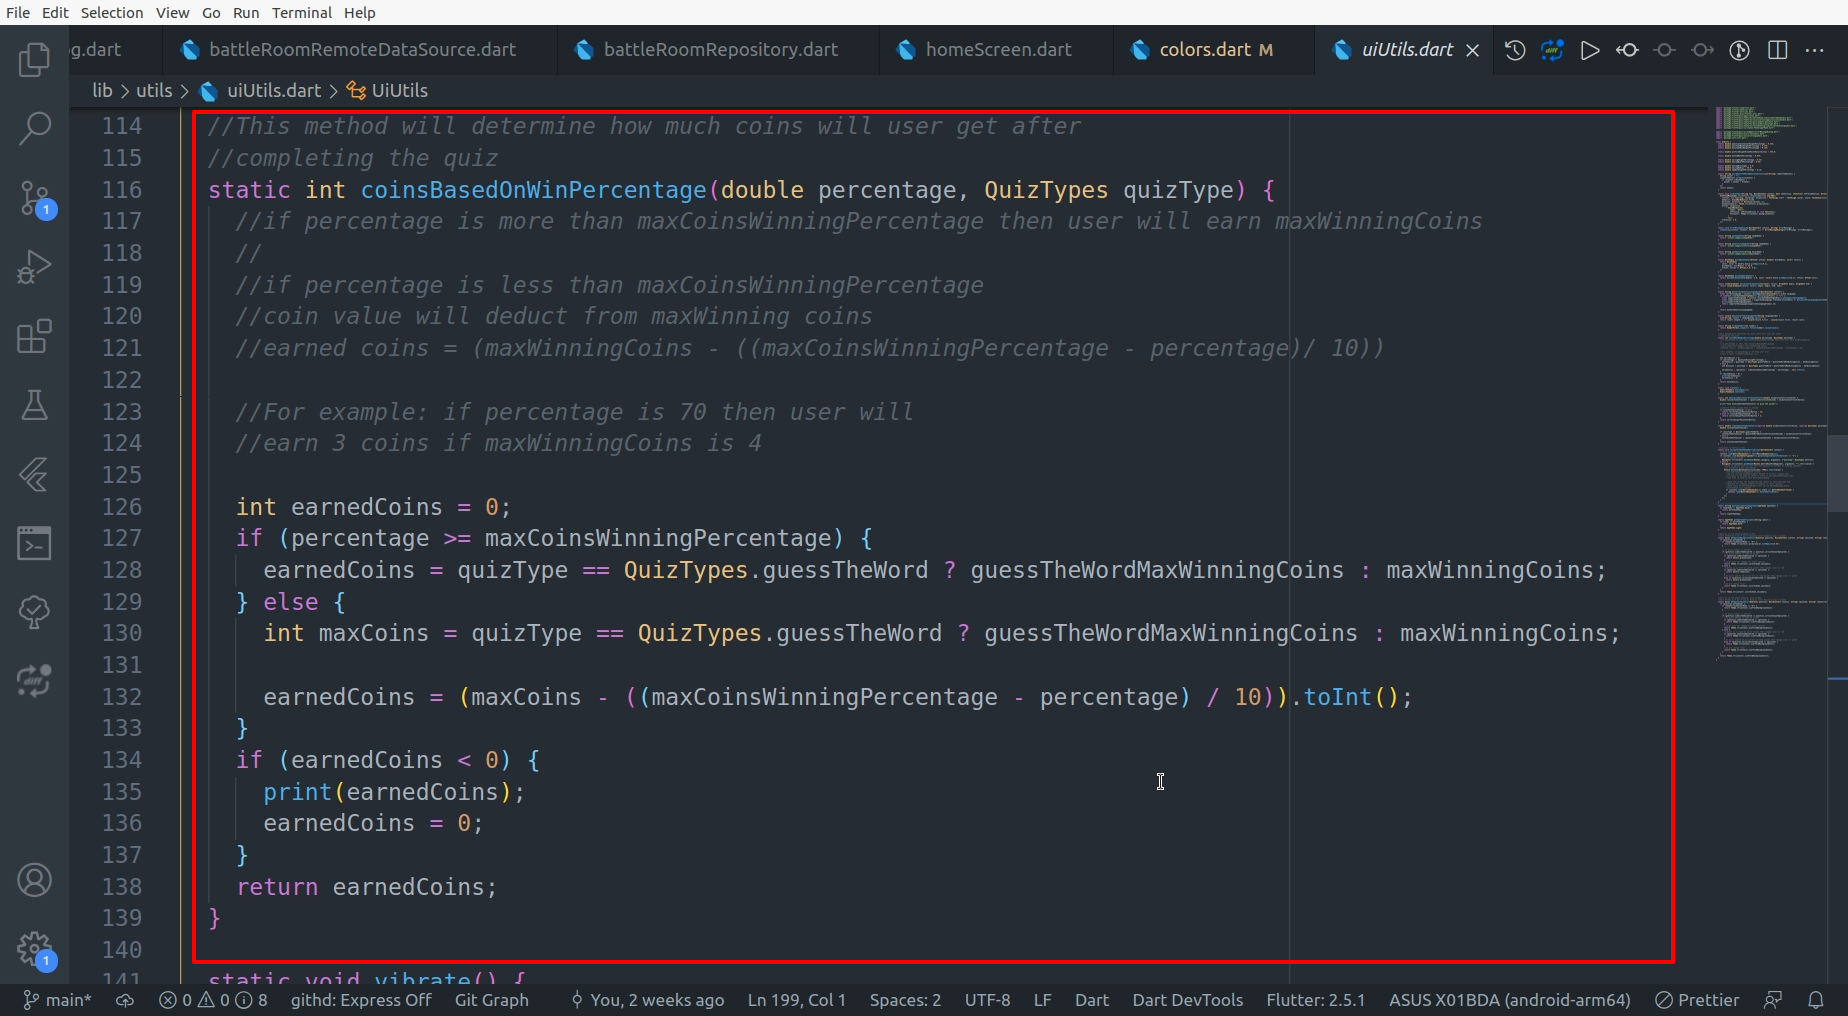 File Edit Selection View Go Run Terminal Help
g.dart battleRoomRemoteDataSource.dart battleRoomRepository.dart homeScreen.dart colors.dart M uiUtils.dart
lib > utils > uiUtils.dart > UiUtils
114 //This method will determine how much coins will user get after
115 //completing the quiz
116 static int coinsBasedOnWinPercentage(double percentage, QuizTypes quizType) {
117 //if percentage is more than maxCoinsWinningPercentage then user will earn maxWinningCoins
118 //
119 //if percentage is less than maxCoinsWinningPercentage
120 //coin value will deduct from maxWinning coins
121 //earned coins = (maxWinningCoins - ((maxCoinsWinningPercentage - percentage)/ 10))
122
123 //For example: if percentage is 70 then user will
124 //earn 3 coins if maxWinningCoins is 4
125
126 int earnedCoins = 0;
127 if (percentage >= maxCoinsWinningPercentage) {
128 earnedCoins = quizType == QuizTypes.guessTheWord ? guessTheWordMaxWinningCoins : maxWinningCoins;
129 } else {
130 int maxCoins = quizType == QuizTypes.guessTheWord ? guessTheWordMaxWinningCoins : maxWinningCoins;
131
132 earnedCoins = (maxCoins - ((maxCoinsWinningPercentage - percentage) / 10)).toInt();
133 }
134 if (earnedCoins < 0) {
135 print(earnedCoins);
136 earnedCoins = 0;
137 }
138 return earnedCoins;
139 }
140
141 static void vibrate() {
1
diff
1
main* 0 0 8 githd: Express Off Git Graph You, 2 weeks ago Ln 199, Col 1 Spaces: 2 UTF-8 LF Dart Dart DevTools Flutter: 2.5.1 ASUS X01BDA (android-arm64) Prettier